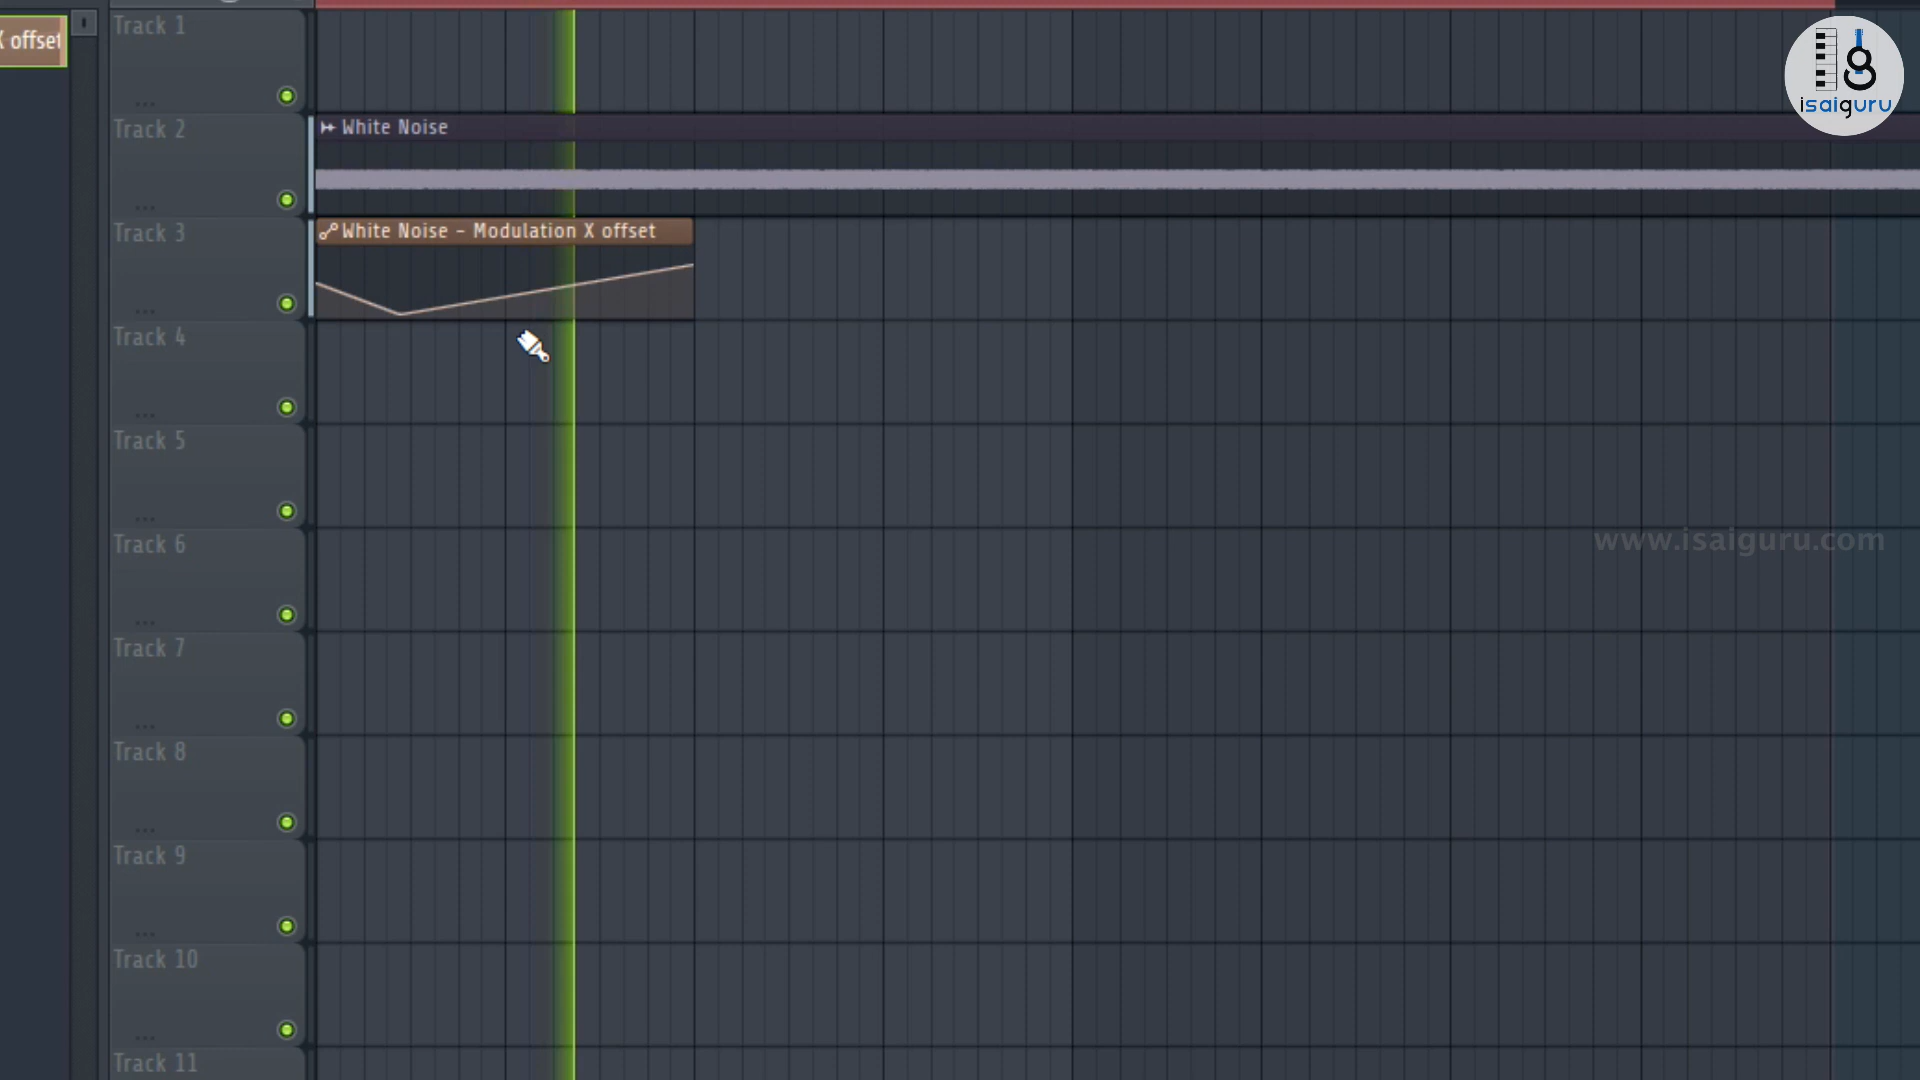 X offset
Track 1
isaiguru
Track 2
White Noise
Track 3
White Noise - Modulation X offset
Track 4
Track 5
Track 6
www.isaiguru.com
Track 7
Track 8
Track 9
Track 10
Track 11